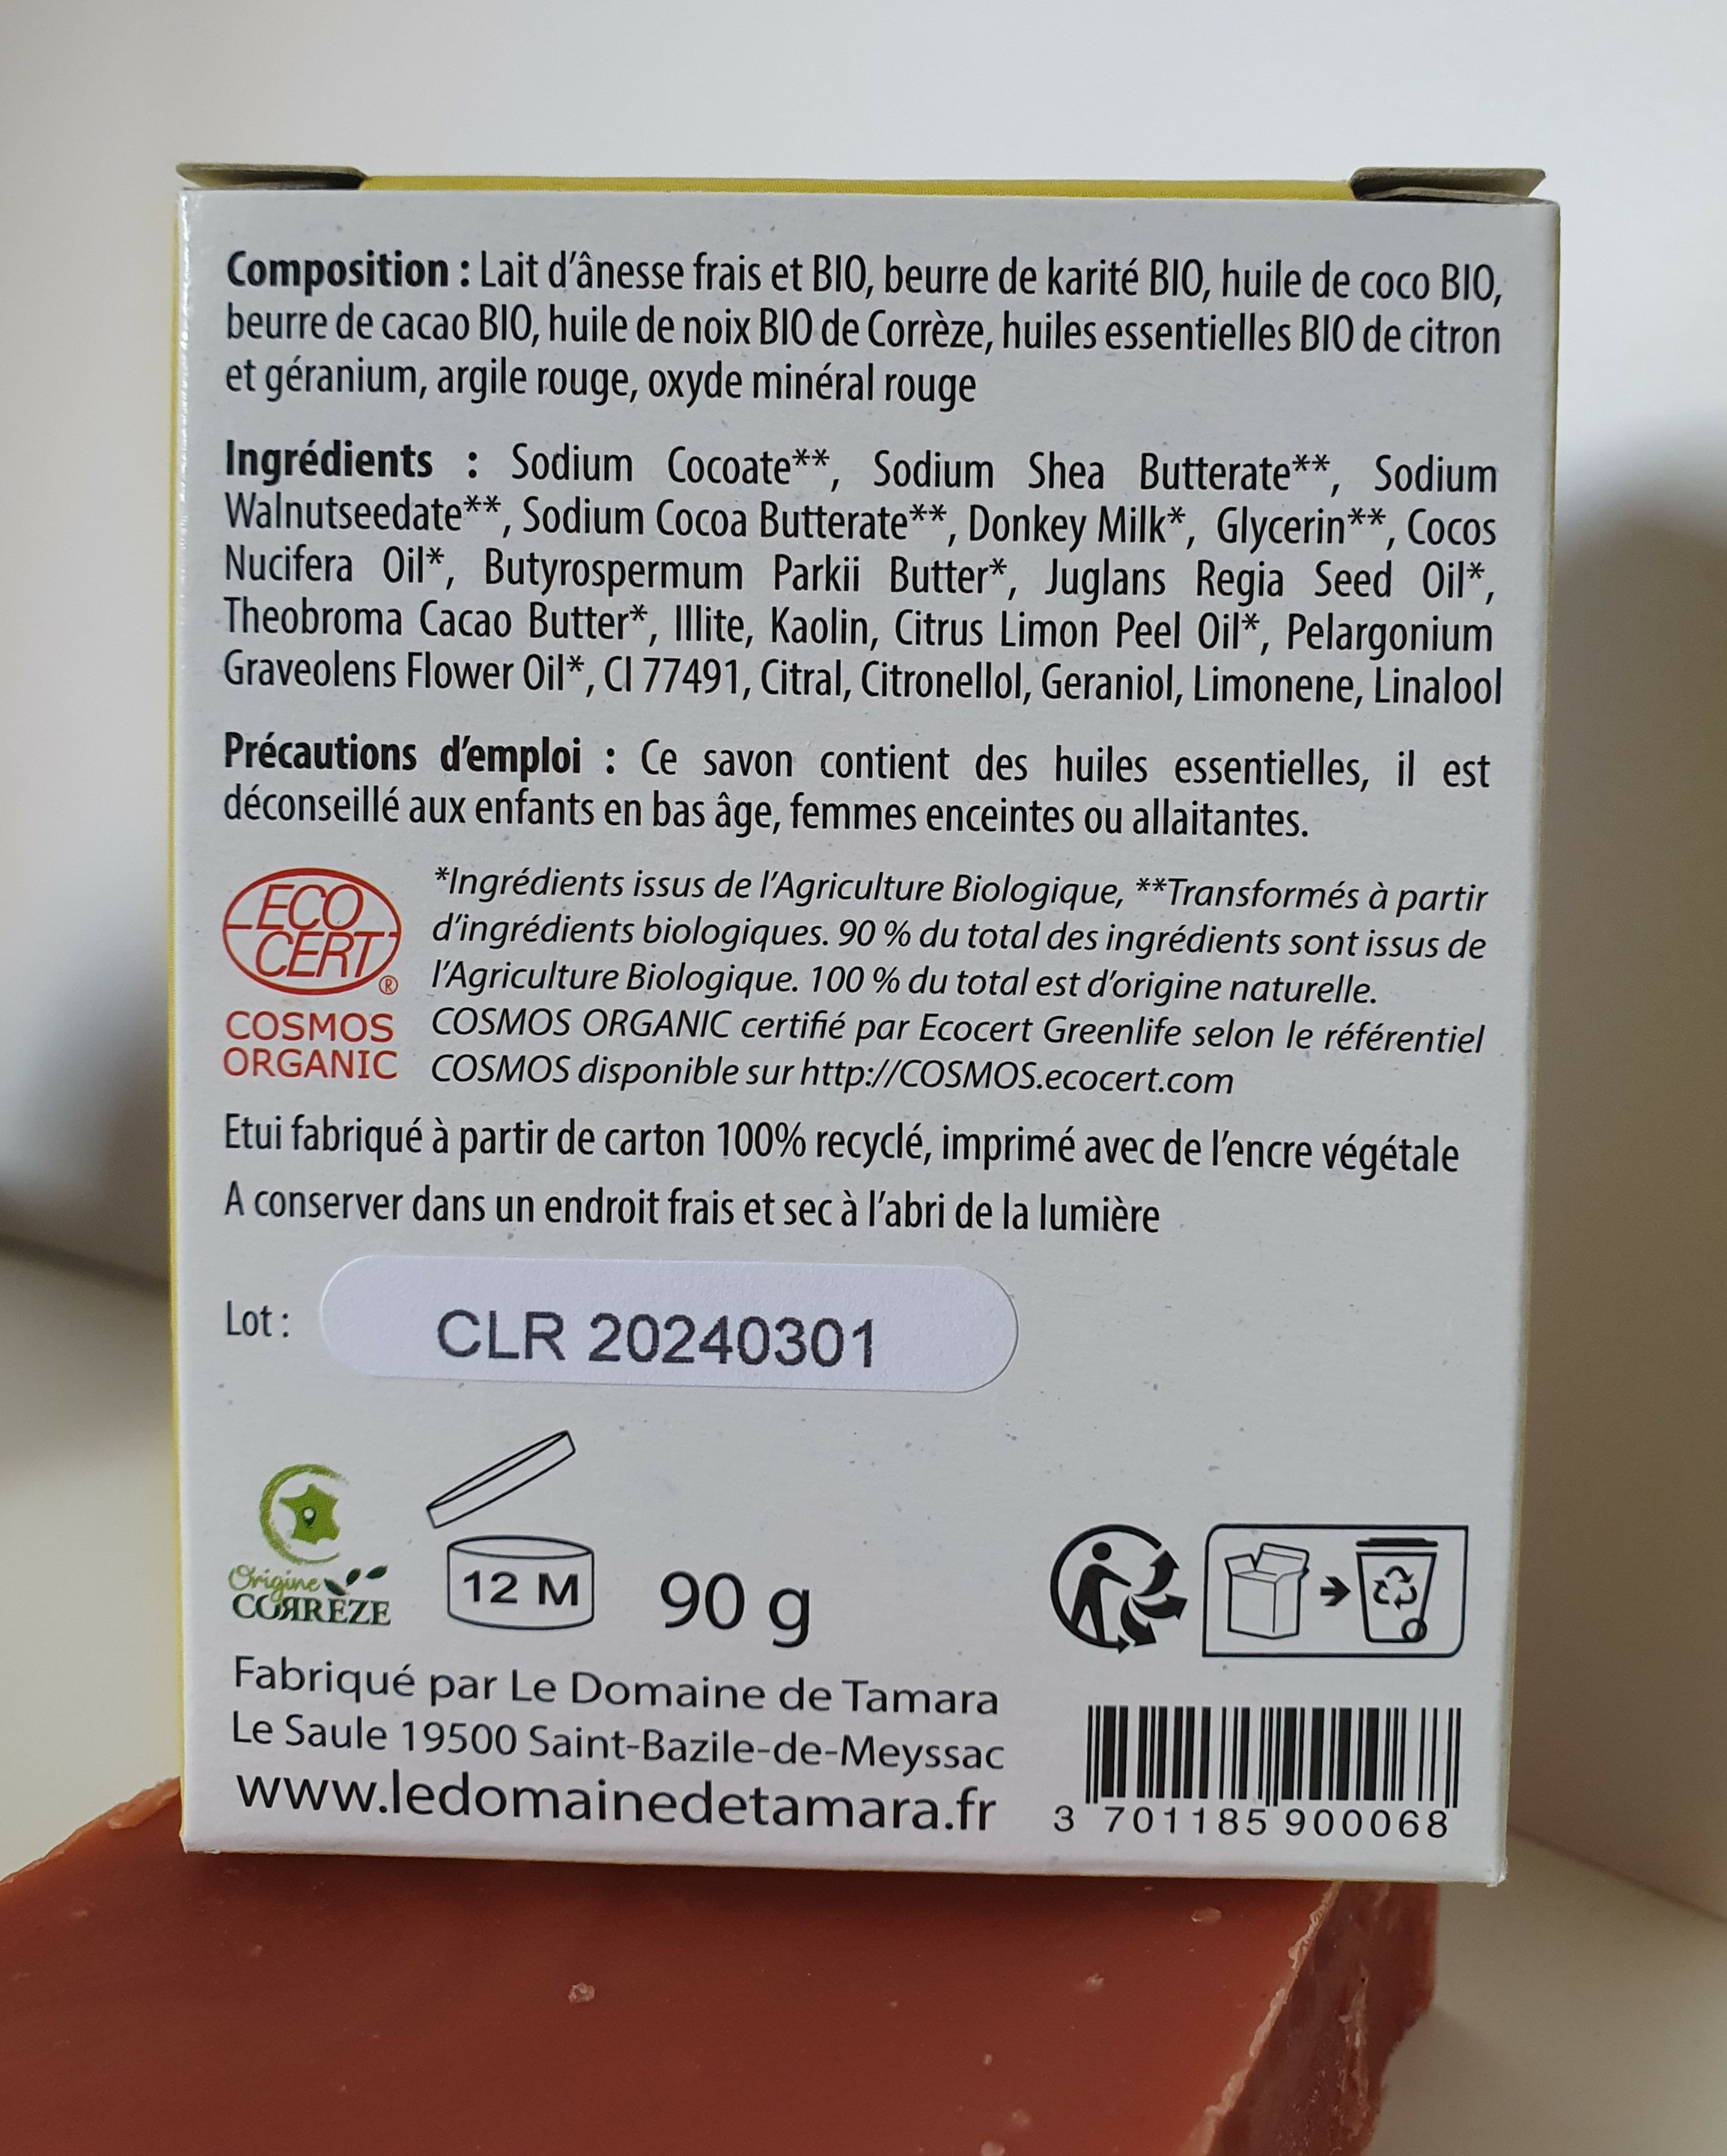 Composition : Lait d'ânesse frais et BIO, beurre de karité BIO, huile de coco BIO,
beurre de cacao BIO, huile de noix BIO de Corrèze, huiles essentielles BIO de citron
et géranium, argile rouge, oxyde minéral rouge
Ingrédients : Sodium Cocoate**, Sodium Shea Butterate**, Sodium
Walnutseedate**, Sodium Cocoa Butterate**, Donkey Milk*, Glycerin**, Cocos
Nucifera Oil*, Butyrospermum Parkii Butter*, Juglans Regia Seed Oil*,
Theobroma Cacao Butter*, Illite, Kaolin, Citrus Limon Peel Oil*, Pelargonium
Graveolens Flower Oil*, CI 77491, Citral, Citronellol, Geraniol, Limonene, Linalool
Précautions d'emploi : Ce savon contient des huiles essentielles, il est
déconseillé aux enfants en bas âge, femmes enceintes ou allaitantes.
ECO
CERT®
COSMOS
ORGANIC
*Ingrédients issus de l'Agriculture Biologique, **Transformés à partir
d'ingrédients biologiques. 90 % du total des ingrédients sont issus de
l'Agriculture Biologique. 100 % du total est d'origine naturelle.
COSMOS ORGANIC certifié par Ecocert Greenlife selon le référentiel
COSMOS disponible sur http://COSMOS.ecocert.com
Etui fabriqué à partir de carton 100% recyclé, imprimé avec de l'encre végétale
A conserver dans un endroit frais et sec à l'abri de la lumière
Lot : CLR 20240301
Origine
CORRÈZE
12 M
90 g
Fabriqué par Le Domaine de Tamara
Le Saule 19500 Saint-Bazile-de-Meyssac
www.ledomainedetamara.fr
3 701185 900068